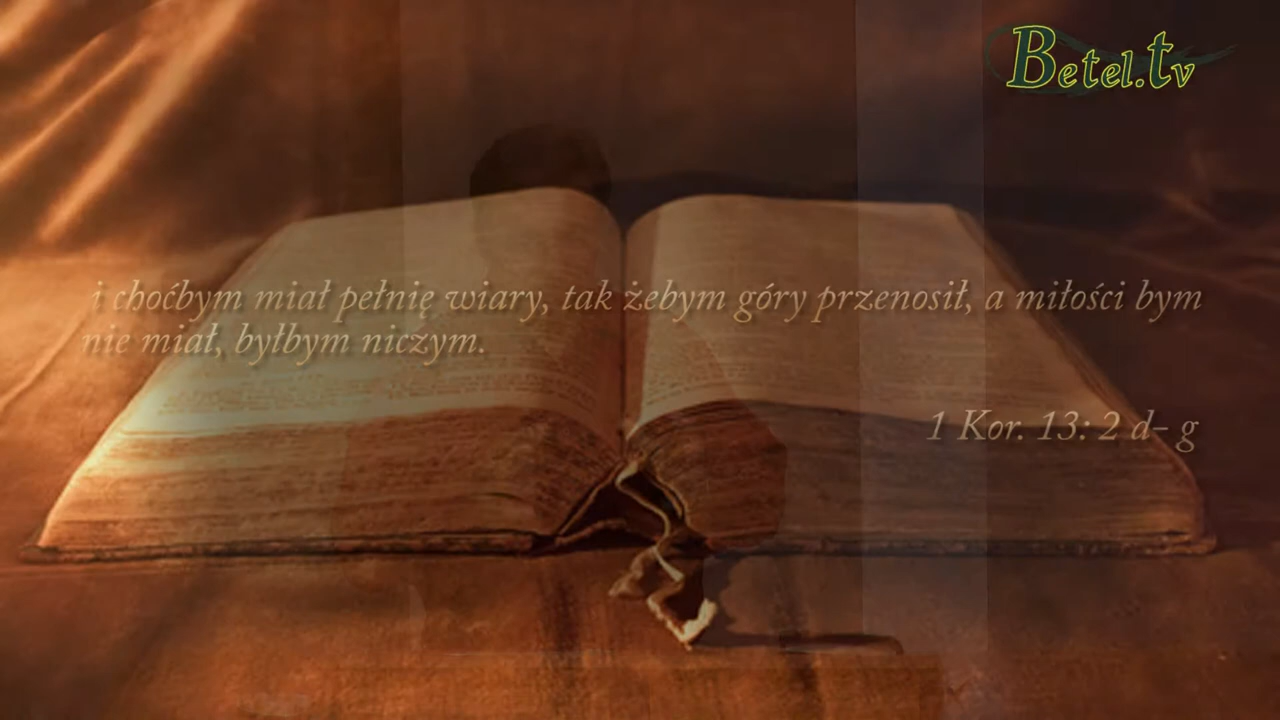 Betel.tv
i choćbym miał pełnię wiary, tak żebym góry przenosił, a miłości bym
nie miał, byłbym niczym.
1 Kor. 13: 2 d- g